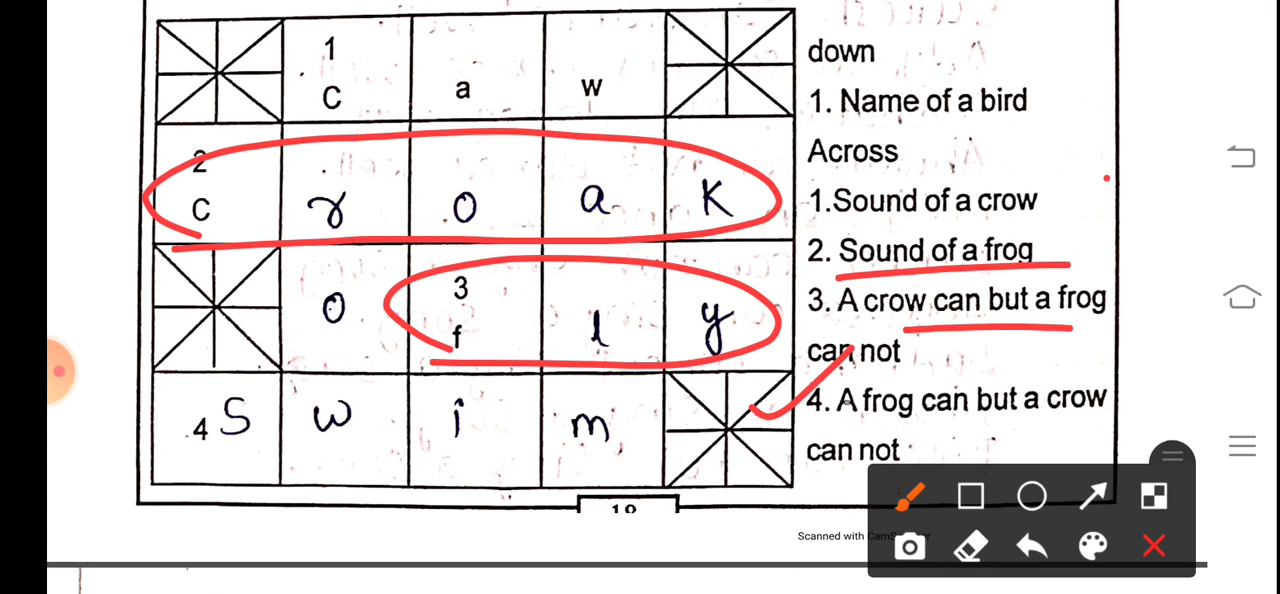 1
C a w
2
C r o a k
3
o f l y
4 S w i m
down
1. Name of a bird
Across
1.Sound of a crow
2. Sound of a frog
3. A crow can but a frog
can not
4. A frog can but a crow
can not
18
Scanned with